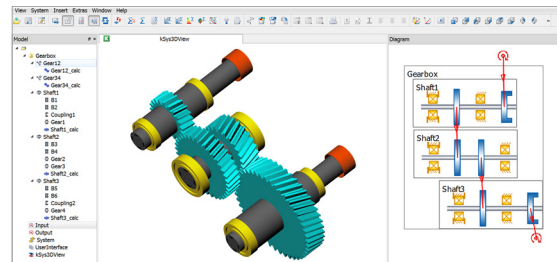 View System Insert Extras Window Help
Model
kSys3DView
Diagram
Gearbox
Gear12
Gear12_calc
Gear34
Gear34_calc
Shaft1
B1
B2
Coupling1
Gear1
Shaft1_calc
Shaft2
B3
B4
Gear2
Gear3
Shaft2_calc
Shaft3
B5
B6
Coupling2
Gear4
Shaft3_calc
Input
Output
System
UserInterface
kSys3DView
Gearbox
Shaft1
Shaft2
Shaft3